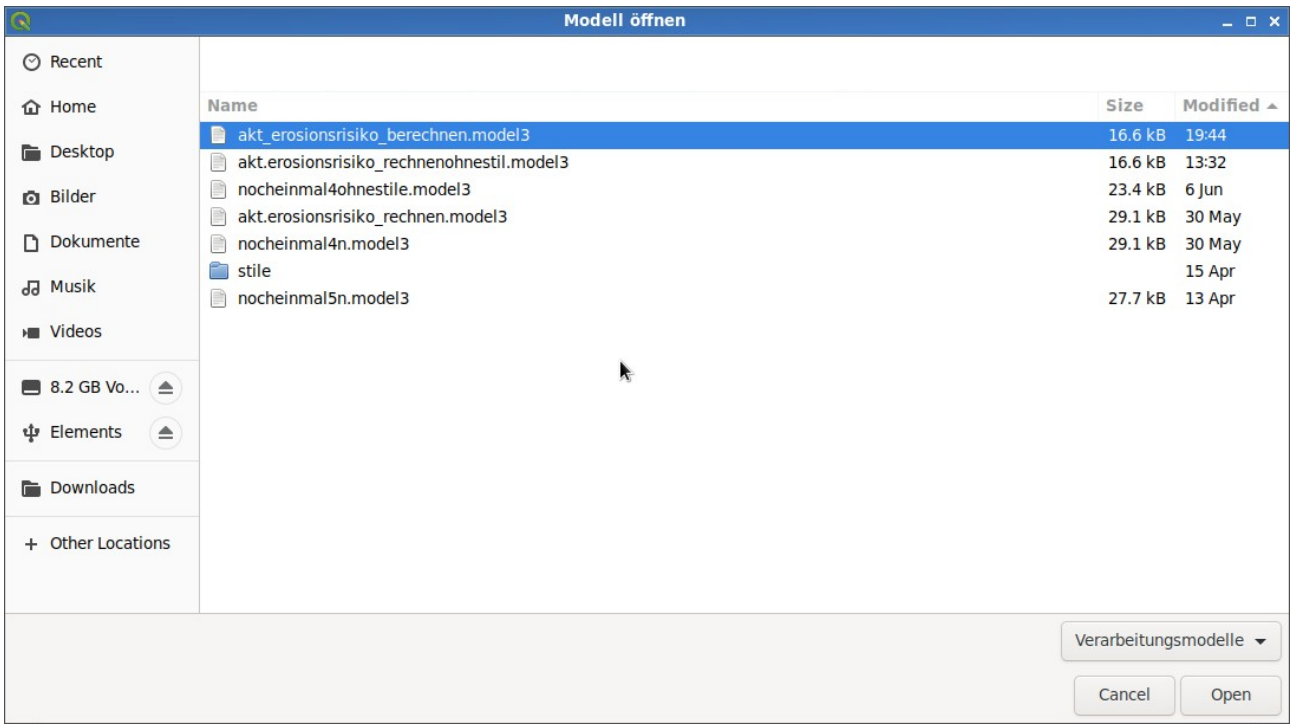 Modell öffnen
Recent
Home
Desktop
Bilder
Dokumente
Musik
Videos
8.2 GB Vo...
Elements
Downloads
+ Other Locations
Name Size Modified
akt_erosionsrisiko_berechnen.model3 16.6 kB 19:44
akt.erosionsrisiko_rechnenohnestil.model3 16.6 kB 13:32
nocheinmal4ohnestile.model3 23.4 kB 6 Jun
akt.erosionsrisiko_rechnen.model3 29.1 kB 30 May
nocheinmal4n.model3 29.1 kB 30 May
stile 15 Apr
nocheinmal5n.model3 27.7 kB 13 Apr
Verarbeitungsmodelle
Cancel Open